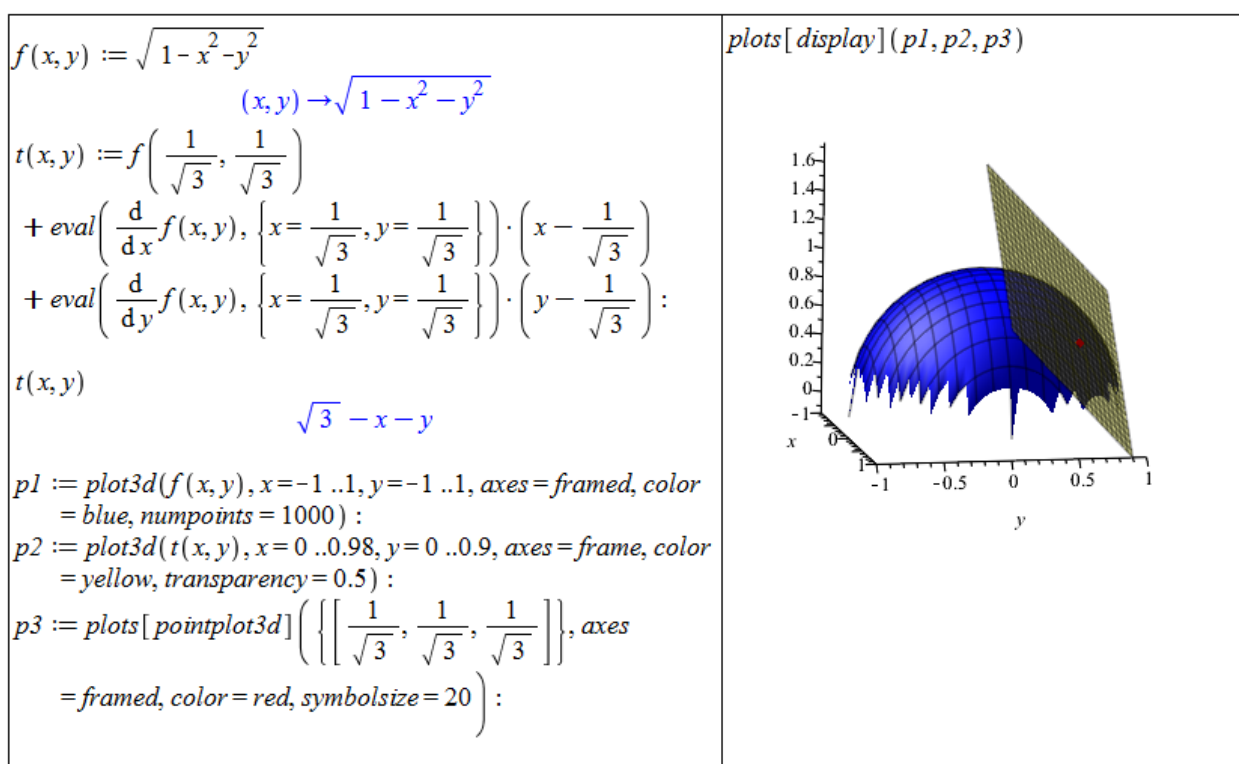 f(x, y) := √(1 - x² - y²)
(x, y) → √(1 - x² - y²)
t(x, y) := f(1/√3, 1/√3)
+ eval(d/dx f(x, y), {x = 1/√3, y = 1/√3}) · (x - 1/√3)
+ eval(d/dy f(x, y), {x = 1/√3, y = 1/√3}) · (y - 1/√3) :
t(x, y)
√3 - x - y
p1 := plot3d(f(x, y), x = -1 ..1, y = -1 ..1, axes = framed, color
= blue, numpoints = 1000) :
p2 := plot3d(t(x, y), x = 0 ..0.98, y = 0 ..0.9, axes = frame, color
= yellow, transparency = 0.5) :
p3 := plots[pointplot3d]({[1/√3, 1/√3, 1/√3]}, axes
= framed, color = red, symbolsize = 20) :
plots[display](p1, p2, p3)
1.6
1.4
1.2
1
0.8
0.6
0.4
0.2
0
-1
x 0
1
-1 -0.5 0 0.5 1
y